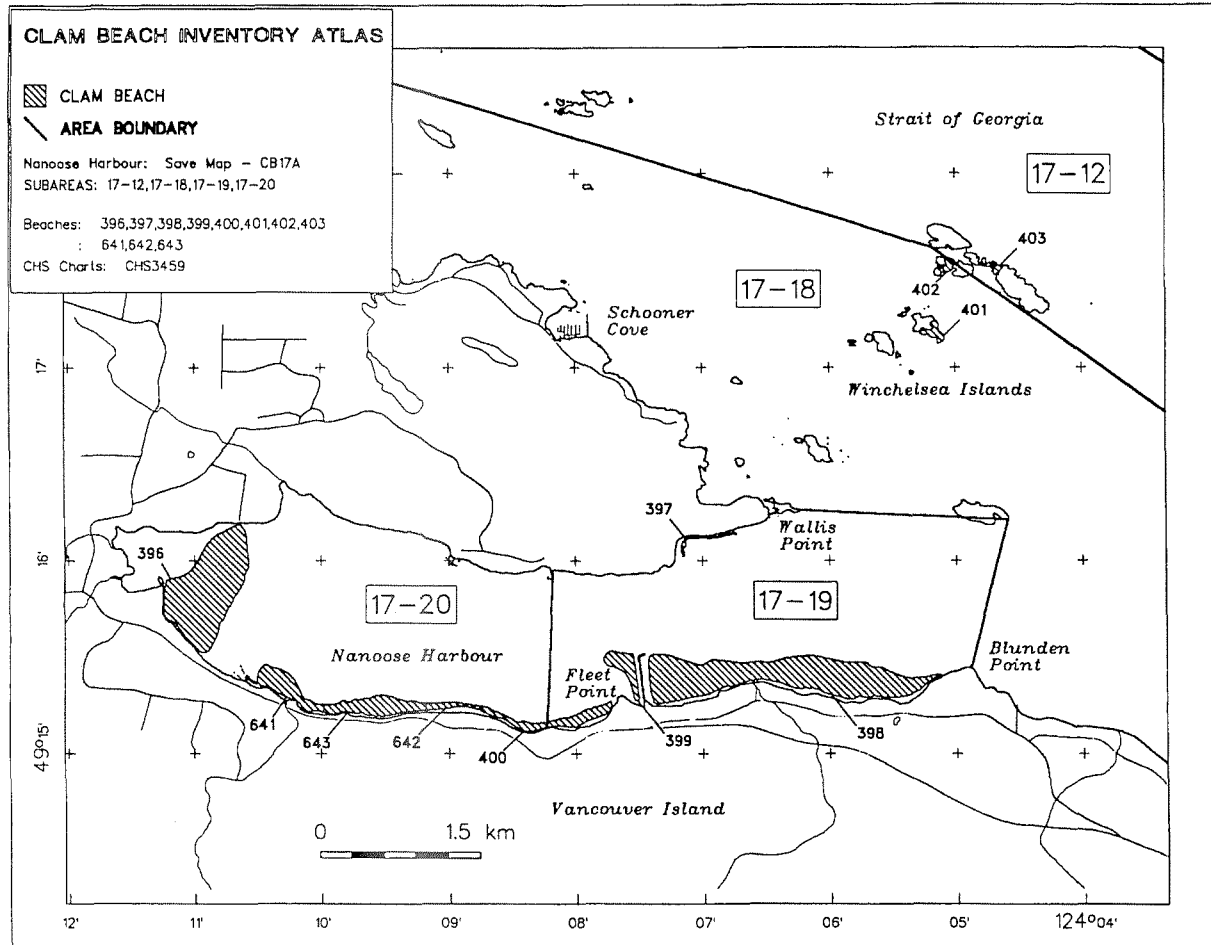 CLAM BEACH INVENTORY ATLAS
CLAM BEACH
AREA BOUNDARY
Nanoose Harbour: Save Map - CB17A
SUBAREAS: 17-12,17-18,17-19,17-20
Beaches: 396,397,398,399,400,401,402,403
: 641,642,643
CHS Charts: CHS3459
Strait of Georgia
17-12
403
17-18
402
Schooner
Cove
401
17'
Winchelsea Islands
397
Wallis
Point
396
16'
17-20
17-19
Nanoose Harbour
Fleet
Point
Blunden
Point
641
643
642
400
399
398
49°15'
Vancouver Island
0 1.5 km
12' 11' 10' 09' 08' 07' 06' 05' 124°04'